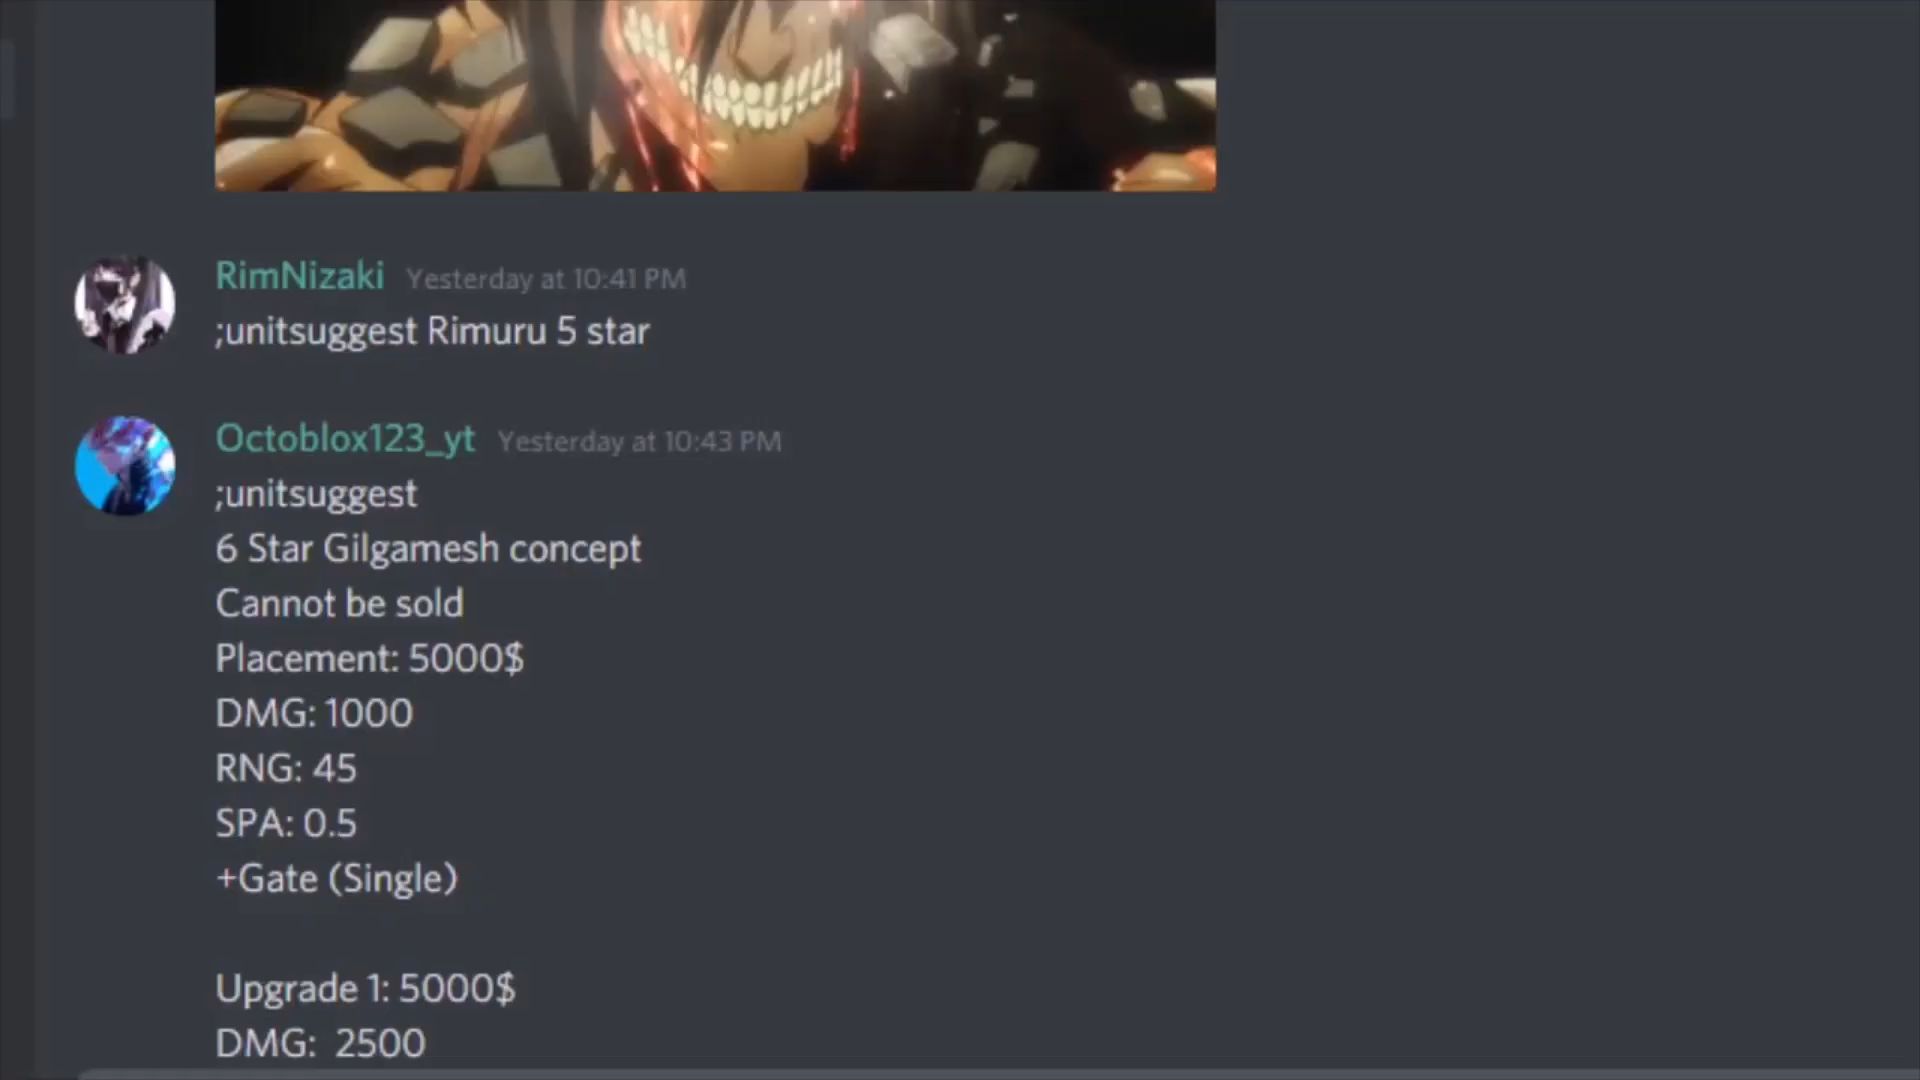 RimNizaki Yesterday at 10:41 PM
;unitsuggest Rimuru 5 star
Octoblox123_yt Yesterday at 10:43 PM
;unitsuggest
6 Star Gilgamesh concept
Cannot be sold
Placement: 5000$
DMG: 1000
RNG: 45
SPA: 0.5
+Gate (Single)
Upgrade 1: 5000$
DMG:  2500